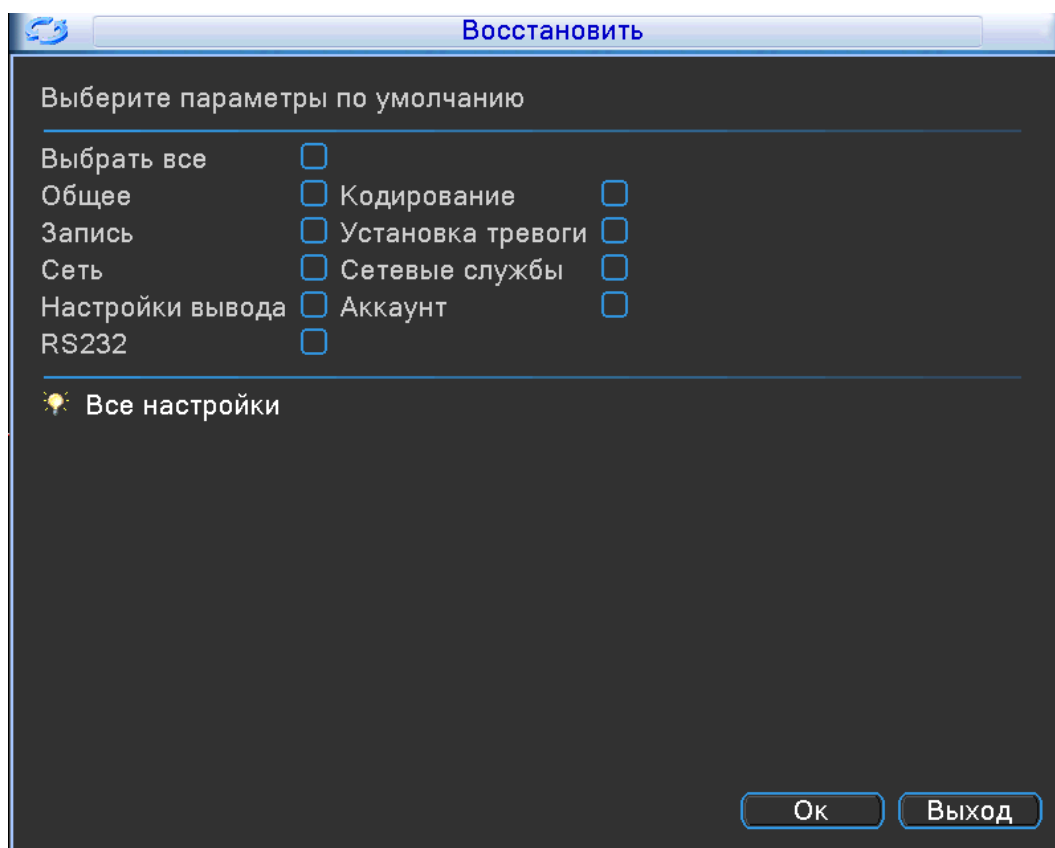 Восстановить
Выберите параметры по умолчанию
Выбрать все
Общее Кодирование
Запись Установка тревоги
Сеть Сетевые службы
Настройки вывода Аккаунт
RS232
Все настройки
Ок Выход